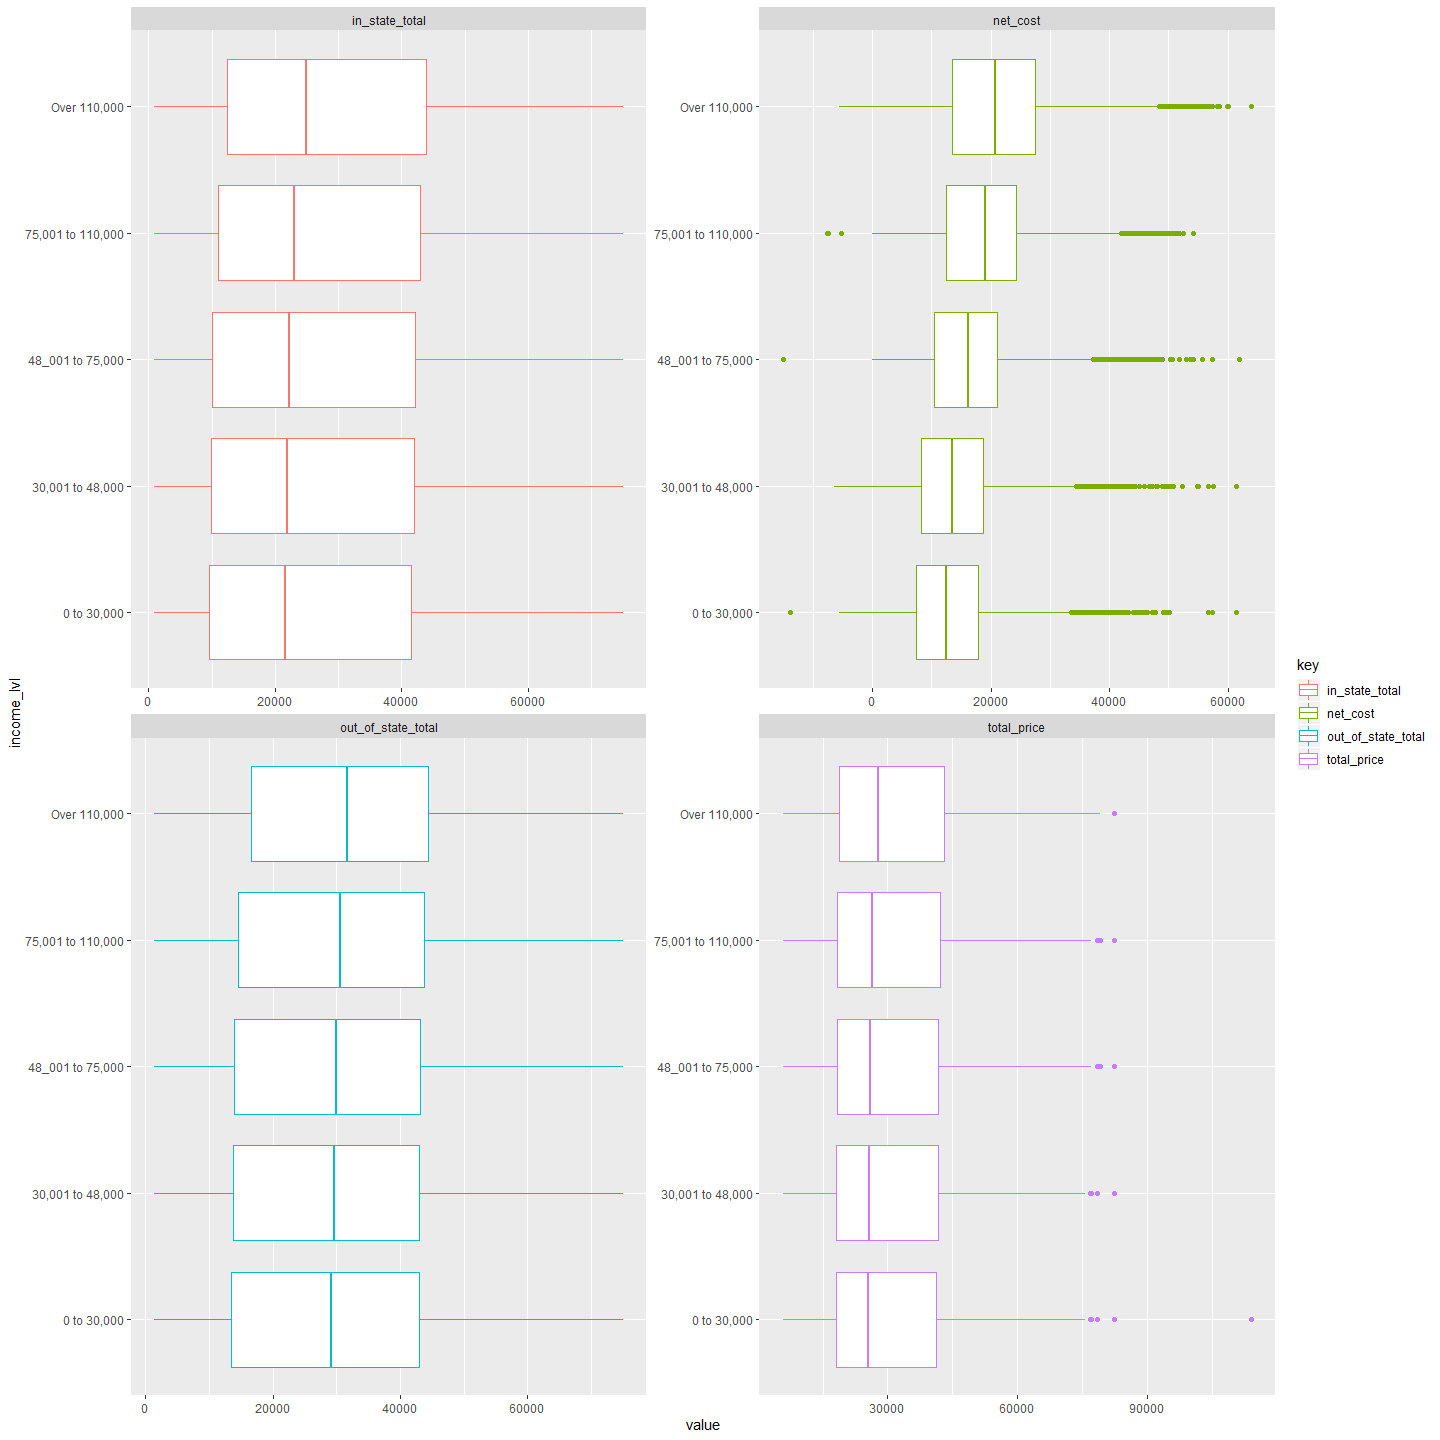 in_state_total
net_cost
Over 110,000
75,001 to 110,000
48_001 to 75,000
30,001 to 48,000
0 to 30,000
Over 110,000
75,001 to 110,000
48_001 to 75,000
30,001 to 48,000
0 to 30,000
0 20000 40000 60000
0 20000 40000 60000
income_lvl
out_of_state_total
total_price
Over 110,000
75,001 to 110,000
48_001 to 75,000
30,001 to 48,000
0 to 30,000
Over 110,000
75,001 to 110,000
48_001 to 75,000
30,001 to 48,000
0 to 30,000
0 20000 40000 60000
30000 60000 90000
value
key
in_state_total
net_cost
out_of_state_total
total_price